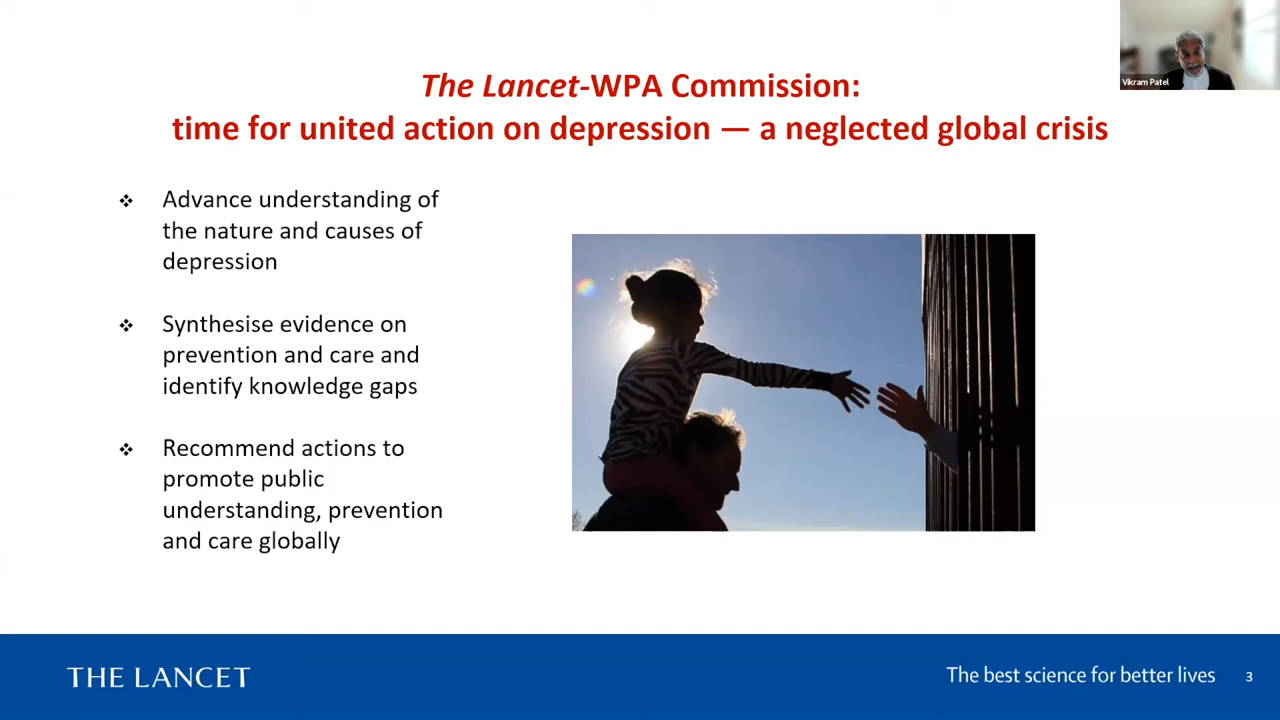 Vikram Patel
The Lancet-WPA Commission:
time for united action on depression — a neglected global crisis
❖ Advance understanding of
the nature and causes of
depression
❖ Synthesise evidence on
prevention and care and
identify knowledge gaps
❖ Recommend actions to
promote public
understanding, prevention
and care globally
THE LANCET
The best science for better lives
3